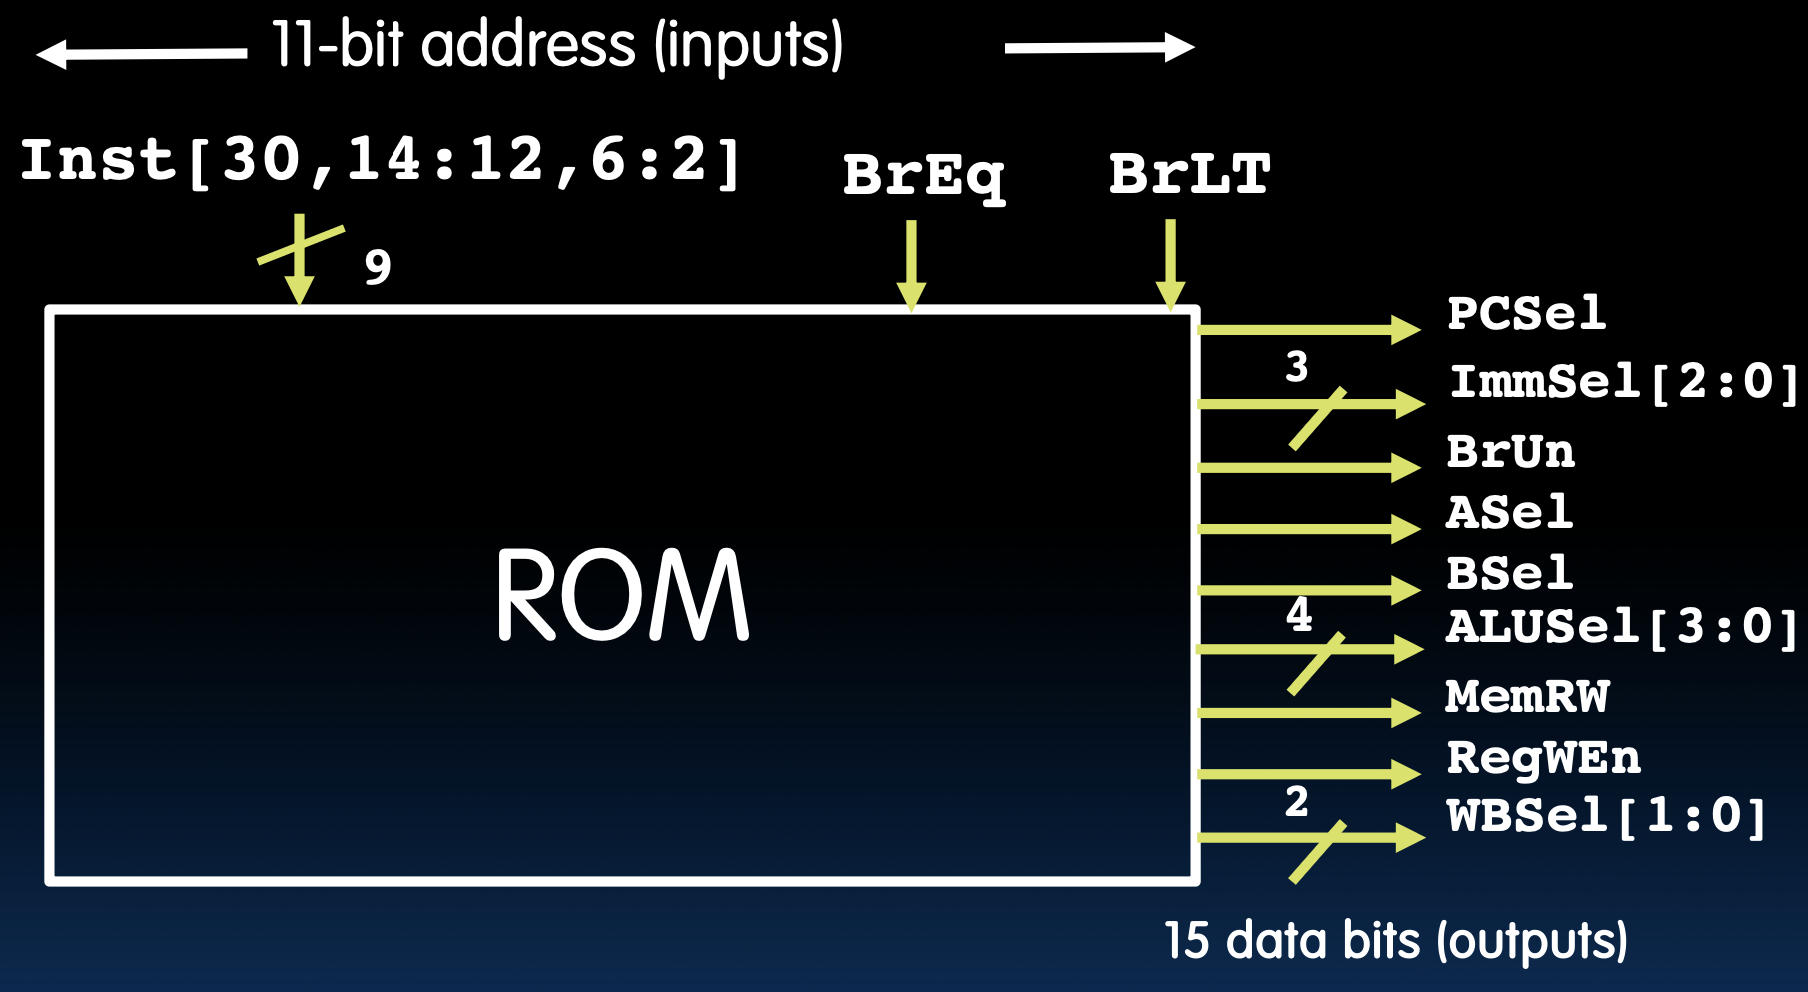 11-bit address (inputs)
Inst[30,14:12,6:2]
BrEq
BrLT
9
PCSel
3
ImmSel[2:0]
BrUn
ASel
BSel
4
ALUSel[3:0]
MemRW
RegWEn
2
WBSel[1:0]
ROM
15 data bits (outputs)